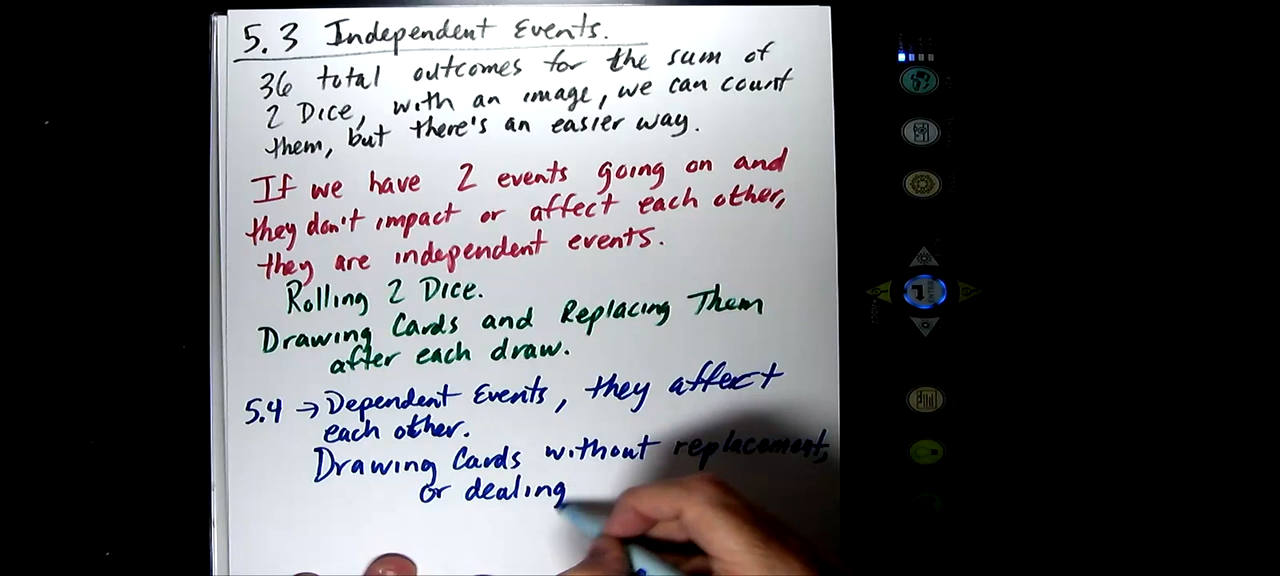 5.3 Independent Events.
36 total outcomes for the sum of
2 Dice, with an image, we can count
them, but there's an easier way.
If we have 2 events going on and
they don't impact or affect each other,
they are independent events.
Rolling 2 Dice.
Drawing Cards and Replacing Them
after each draw.
5.4 → Dependent Events, they affect
each other.
Drawing Cards without replacement,
or dealing